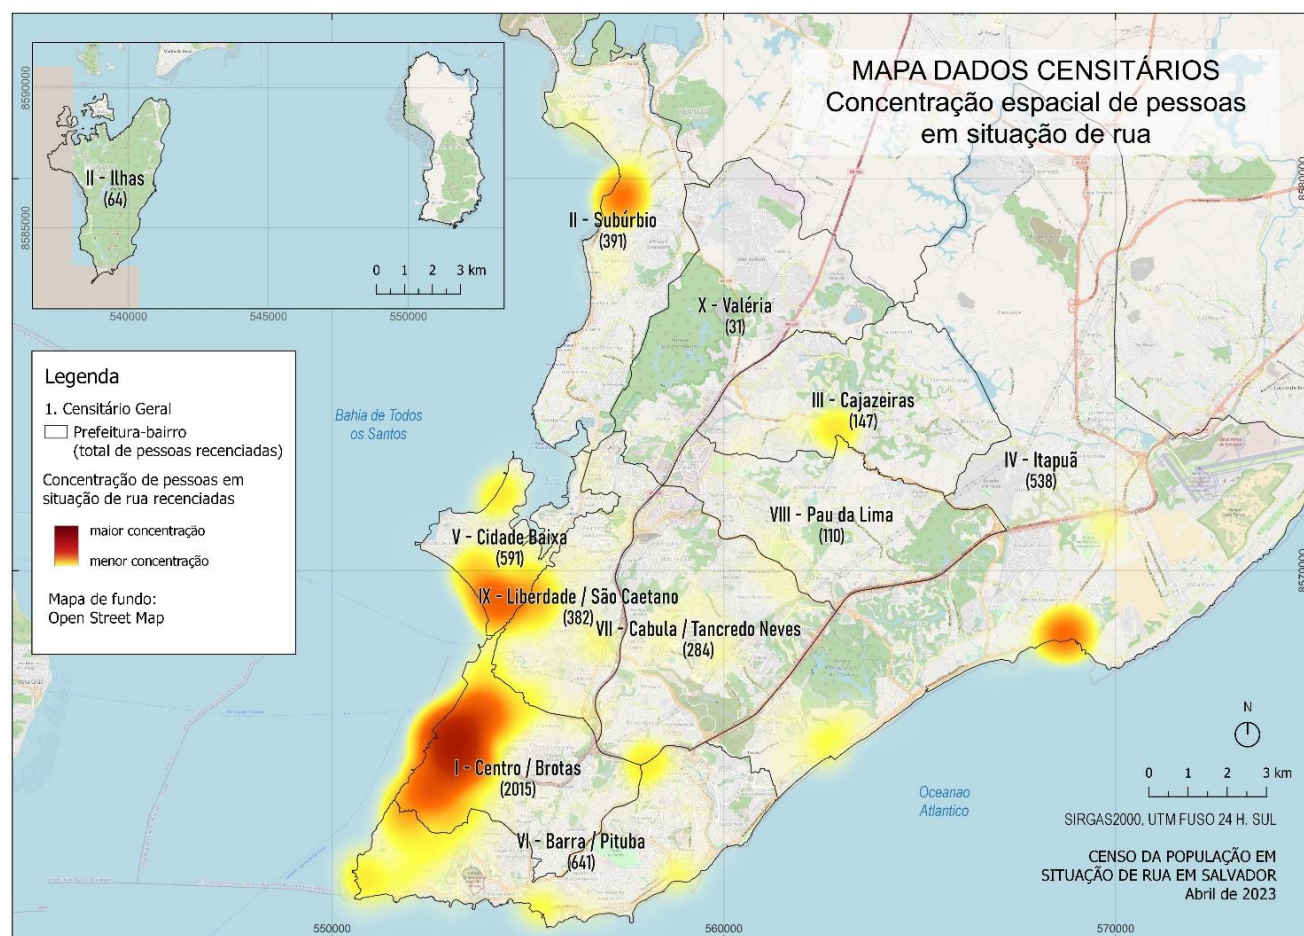 MAPA DADOS CENSITÁRIOS
Concentração espacial de pessoas
em situação de rua
8590000
8585000
540000
545000
550000
II - Ilhas
(64)
0 1 2 3 km
II - Subúrbio
(391)
8680000
X - Valéria
(31)
III - Cajazeiras
(147)
IV - Itapuã
(538)
VIII - Pau da Lima
(110)
V - Cidade Baixa
(591)
IX - Liberdade / São Caetano
(382)
VII - Cabula / Tancredo Neves
(284)
I - Centro / Brotas
(2015)
VI - Barra / Pituba
(641)
8670000
Legenda
1. Censitário Geral
Prefeitura-bairro
(total de pessoas recenciadas)
Concentração de pessoas em
situação de rua recenciadas
maior concentração
menor concentração
Mapa de fundo:
Open Street Map
Bahia de Todos
os Santos
Oceanao
Atlantico
N
0 1 2 3 km
SIRGAS2000, UTM FUSO 24 H. SUL
CENSO DA POPULAÇÃO EM
SITUAÇÃO DE RUA EM SALVADOR
Abril de 2023
550000
560000
570000